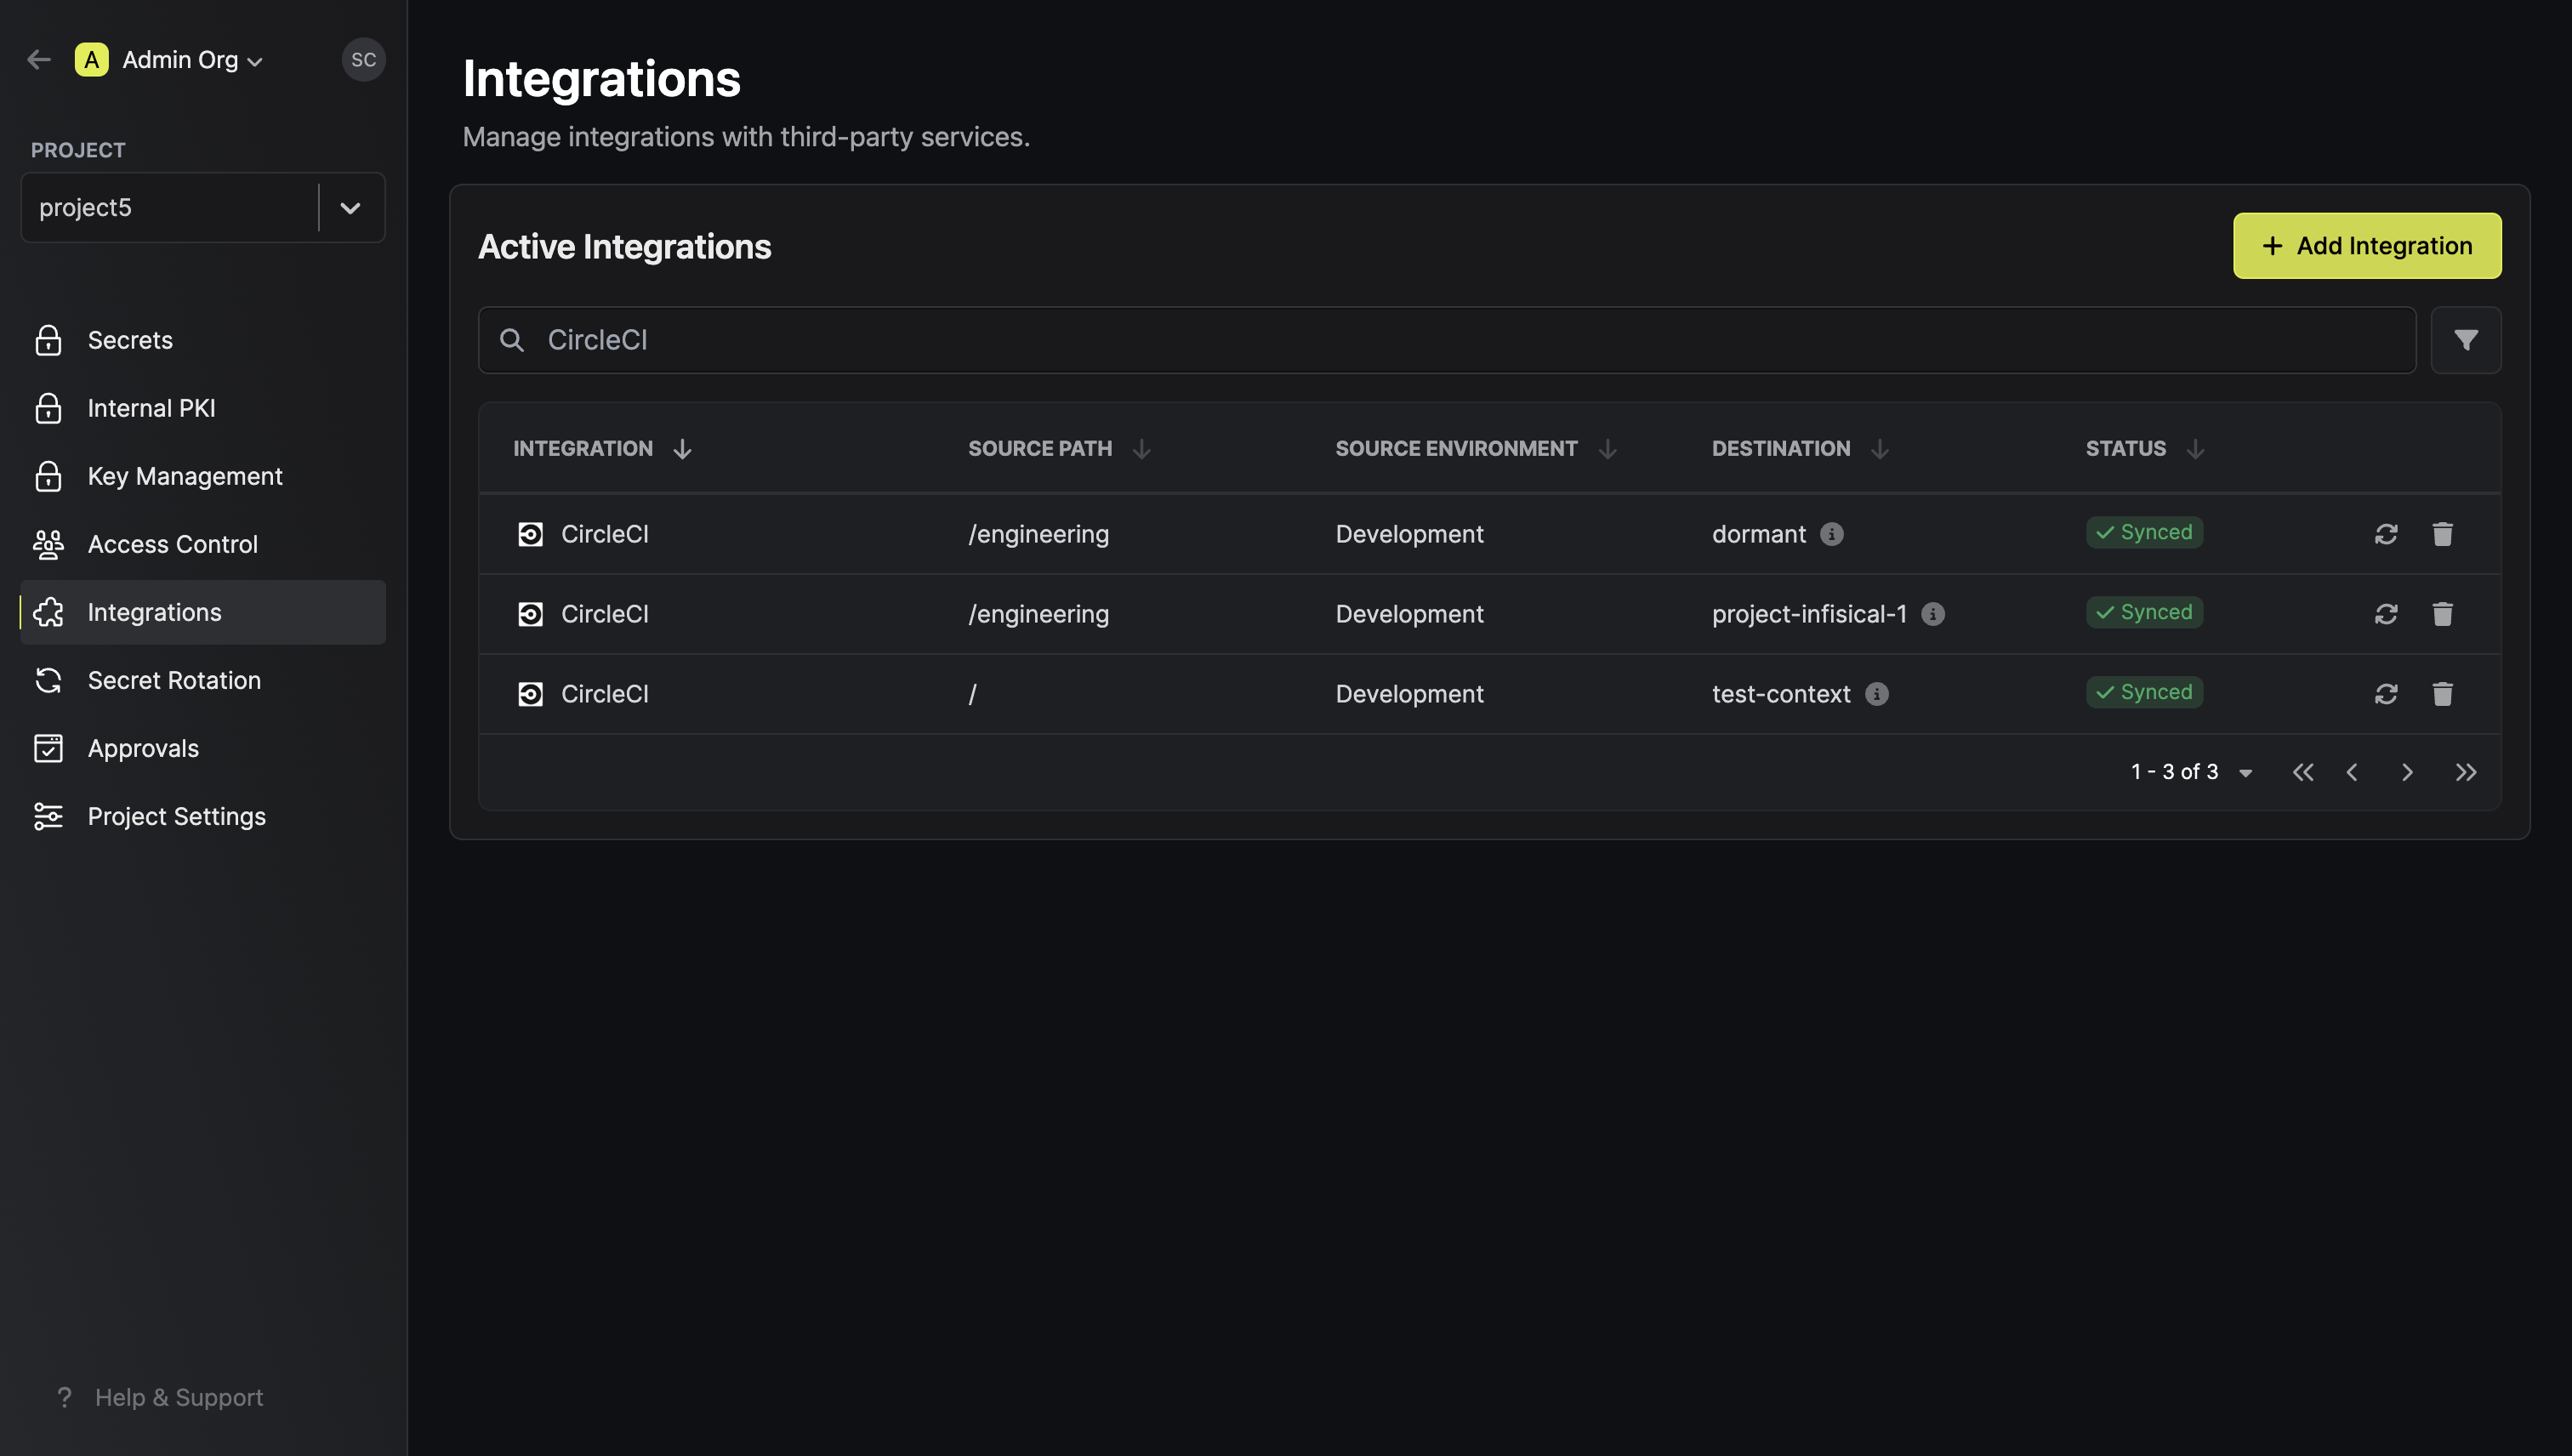 A Admin Org SC
PROJECT
project5
Secrets
Internal PKI
Key Management
Access Control
Integrations
Secret Rotation
Approvals
Project Settings
? Help & Support
Integrations
Manage integrations with third-party services.
Active Integrations
+ Add Integration
CircleCI
INTEGRATION SOURCE PATH SOURCE ENVIRONMENT DESTINATION STATUS
CircleCI /engineering Development dormant Synced
CircleCI /engineering Development project-infisical-1 Synced
CircleCI / Development test-context Synced
1 - 3 of 3